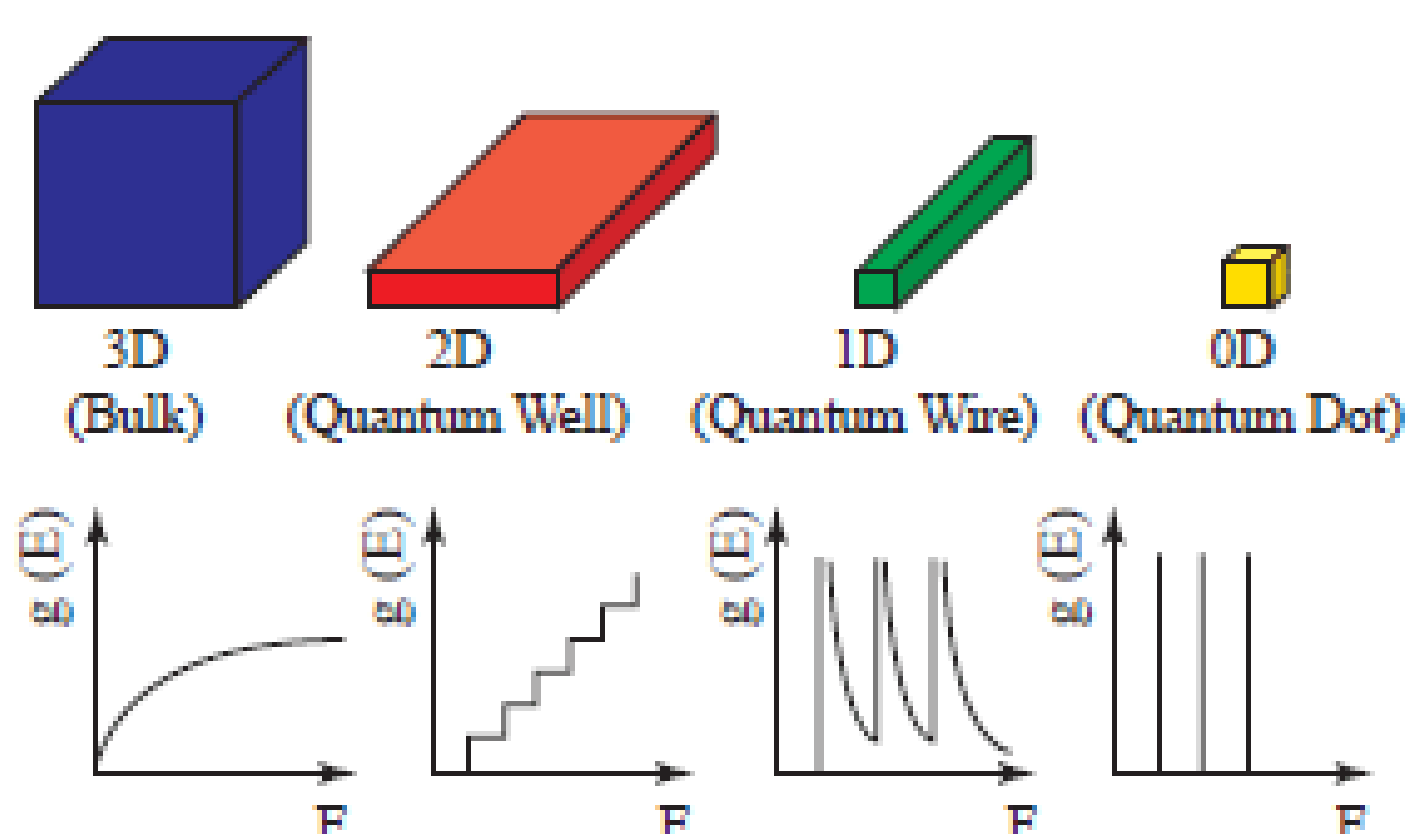 3D
(Bulk)
2D
(Quantum Well)
1D
(Quantum Wire)
0D
(Quantum Dot)
g (E)
E
g (E)
E
g (E)
E
g (E)
E